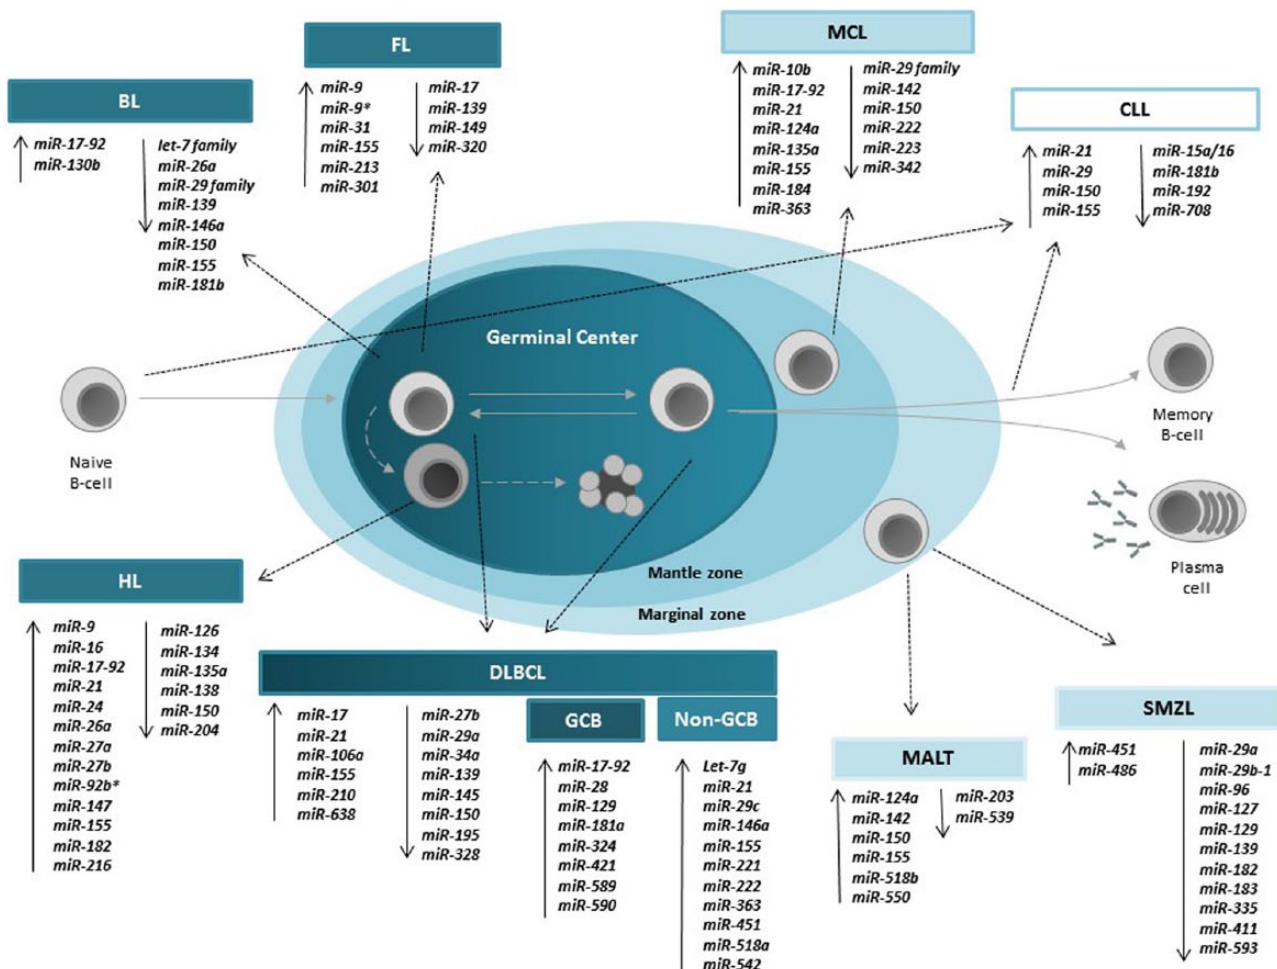 FL
miR-9
miR-9*
miR-31
miR-155
miR-213
miR-301
miR-17
miR-139
miR-149
miR-320
MCL
miR-10b
miR-17-92
miR-21
miR-124a
miR-135a
miR-155
miR-184
miR-363
miR-29 family
miR-142
miR-150
miR-222
miR-223
miR-342
BL
miR-17-92
miR-130b
let-7 family
miR-26a
miR-29 family
miR-139
miR-146a
miR-150
miR-155
miR-181b
CLL
miR-21
miR-29
miR-150
miR-155
miR-15a/16
miR-181b
miR-192
miR-708
Germinal Center
Naive
B-cell
Memory
B-cell
Plasma
cell
Mantle zone
Marginal zone
HL
miR-9
miR-16
miR-17-92
miR-21
miR-24
miR-26a
miR-27a
miR-27b
miR-92b*
miR-147
miR-155
miR-182
miR-216
miR-126
miR-134
miR-135a
miR-138
miR-150
miR-204
DLBCL
miR-17
miR-21
miR-106a
miR-155
miR-210
miR-638
miR-27b
miR-29a
miR-34a
miR-139
miR-145
miR-150
miR-195
miR-328
GCB
miR-17-92
miR-28
miR-129
miR-181a
miR-324
miR-421
miR-589
miR-590
Non-GCB
Let-7g
miR-21
miR-29c
miR-146a
miR-155
miR-221
miR-222
miR-363
miR-451
miR-518a
miR-542
MALT
miR-124a
miR-142
miR-150
miR-155
miR-518b
miR-550
miR-203
miR-539
SMZL
miR-451
miR-486
miR-29a
miR-29b-1
miR-96
miR-127
miR-129
miR-139
miR-182
miR-183
miR-335
miR-411
miR-593